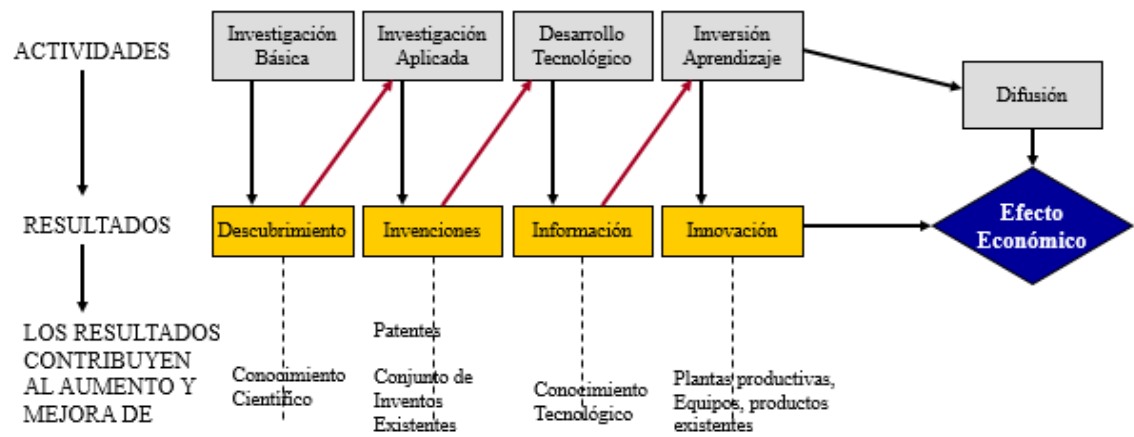 ACTIVIDADES
Investigación
Básica
Investigación
Aplicada
Desarrollo
Tecnológico
Inversión
Aprendizaje
Difusión
RESULTADOS
Descubrimiento
Invenciones
Información
Innovación
Efecto
Económico
LOS RESULTADOS
CONTRIBUYEN
AL AUMENTO Y
MEJORA DE
Conocimiento
Científico
Patentes
Conjunto de
Inventos
Existentes
Conocimiento
Tecnológico
Plantas productivas,
Equipos, productos
existentes